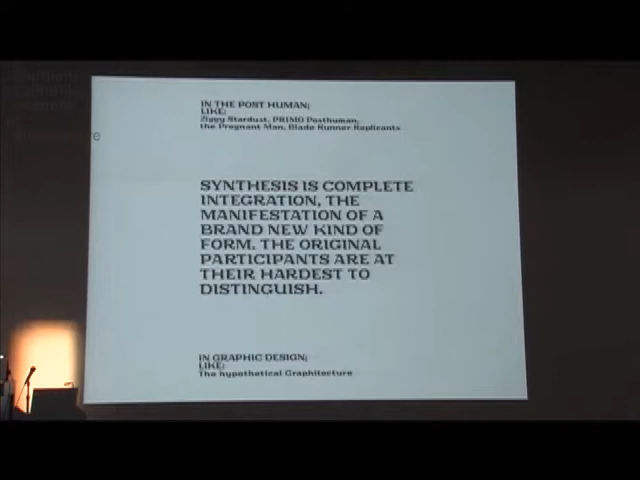 IN THE POST HUMAN;
LIKE:
Ziggy Stardust, PRIMO Posthuman,
the Pregnant Man, Blade Runner Replicants
SYNTHESIS IS COMPLETE
INTEGRATION, THE
MANIFESTATION OF A
BRAND NEW KIND OF
FORM. THE ORIGINAL
PARTICIPANTS ARE AT
THEIR HARDEST TO
DISTINGUISH.
IN GRAPHIC DESIGN;
LIKE:
The hypothetical Graphitecture